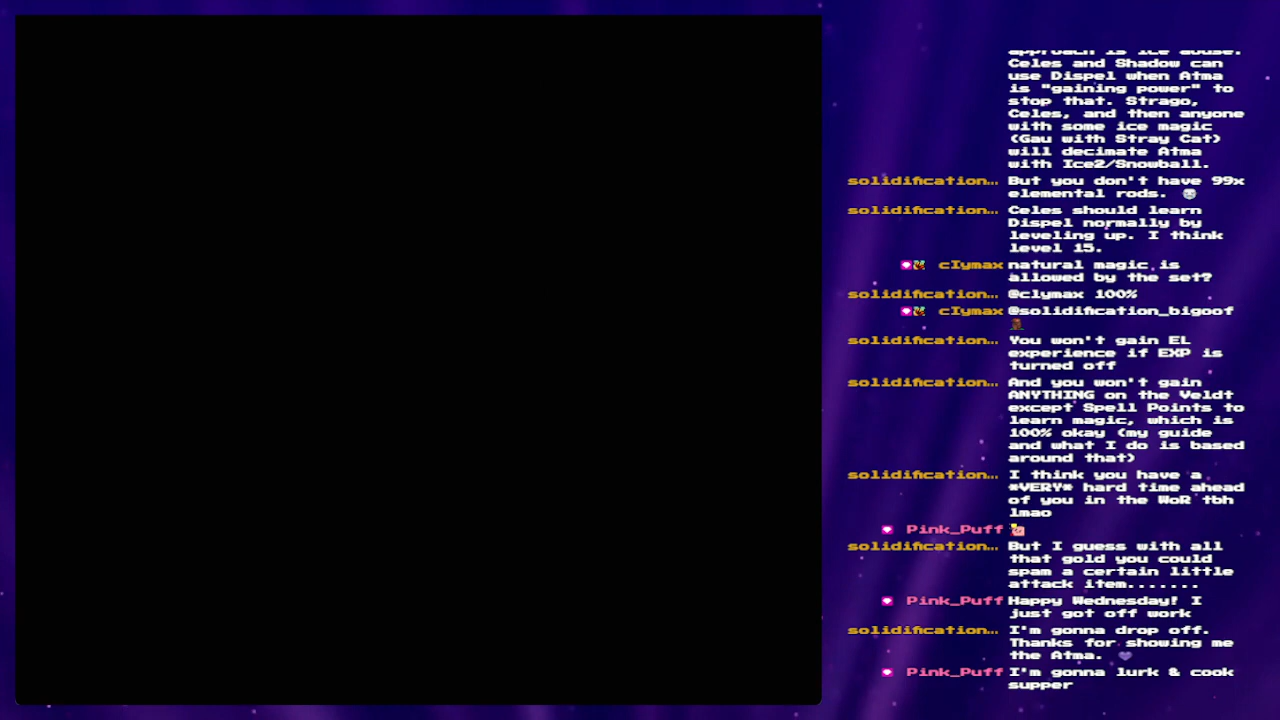 approach is ice abuse.
Celes and Shadow can
use Dispel when Atma
is "gaining power" to
stop that. Strago,
Celes, and then anyone
with some ice magic
(Gau with Stray Cat)
will decimate Atma
with Ice2/Snowball.
solidification... But you don't have 99x
elemental rods.
solidification... Celes should learn
Dispel normally by
leveling up. I think
level 15.
clymax natural magic is
allowed by the set?
solidification... @clymax 100%
clymax @solidification_bigoof
solidification... You won't gain EL
experience if EXP is
turned off
solidification... And you won't gain
ANYTHING on the Veldt
except Spell Points to
learn magic, which is
100% okay (my guide
and what I do is based
around that)
solidification... I think you have a
*VERY* hard time ahead
of you in the WoR tbh
lmao
Pink_Puff
solidification... But I guess with all
that gold you could
spam a certain little
attack item.......
Pink_Puff Happy Wednesday! I
just got off work
solidification... I'm gonna drop off.
Thanks for showing me
the Atma.
Pink_Puff I'm gonna lurk & cook
supper